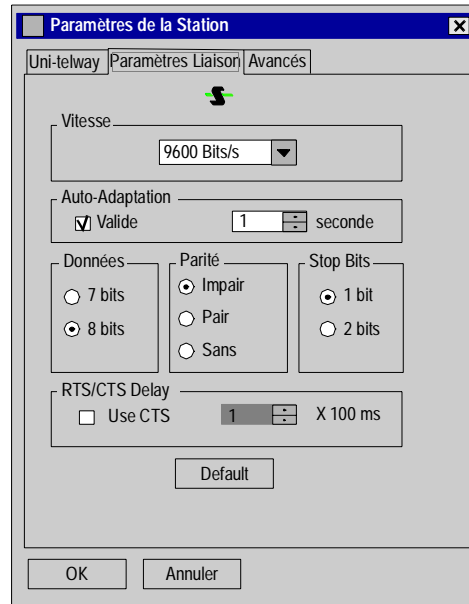 Paramètres de la Station
Uni-telway Paramètres Liaison Avancés
Vitesse
9600 Bits/s
Auto-Adaptation
Valide 1 seconde
Données Parité Stop Bits
7 bits Impair 1 bit
8 bits Pair 2 bits
Sans
RTS/CTS Delay
Use CTS 1 X 100 ms
Default
OK Annuler